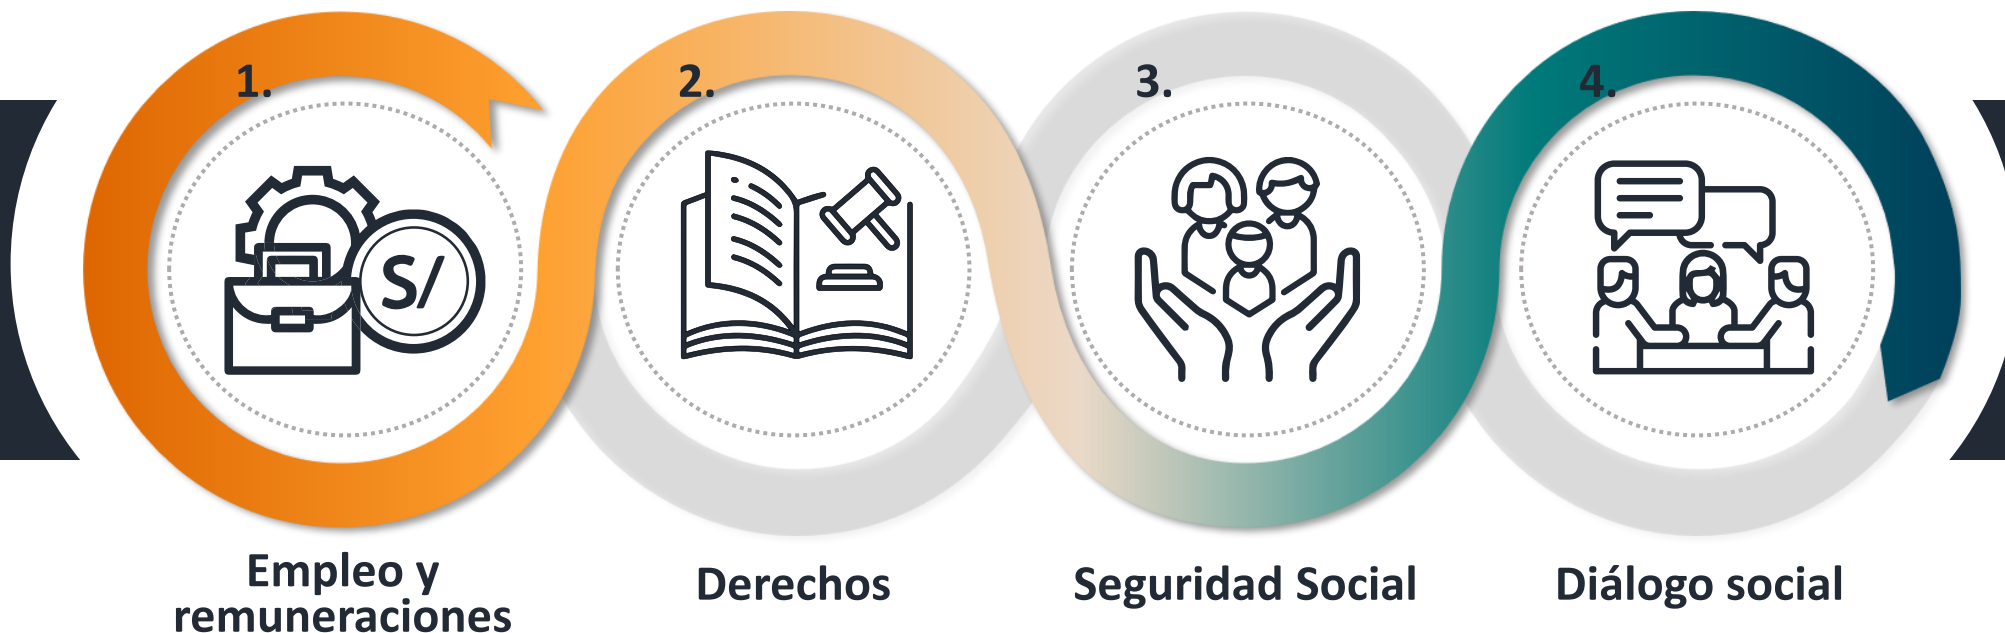 1.
2.
3.
4.
S/
Empleo y
remuneraciones
Derechos
Seguridad Social
Diálogo social